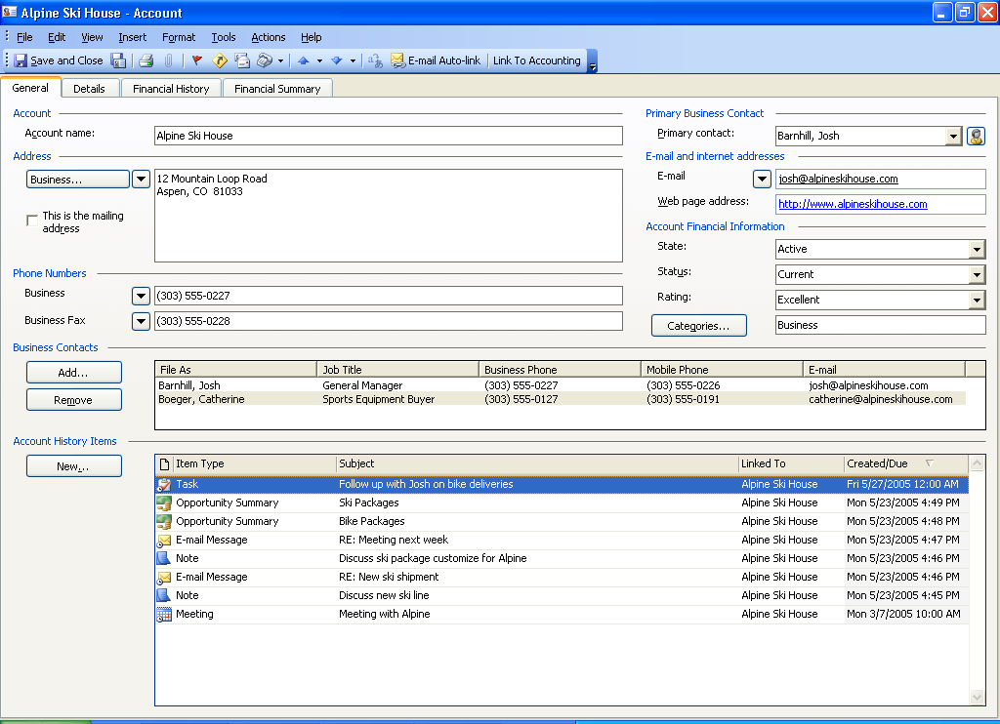 Alpine Ski House - Account
File Edit View Insert Format Tools Actions Help
Save and Close E-mail Auto-link Link To Accounting
General Details Financial History Financial Summary
Account
Account name: Alpine Ski House
Address
Business... 12 Mountain Loop Road
Aspen, CO 81033
This is the mailing
address
Phone Numbers
Business (303) 555-0227
Business Fax (303) 555-0228
Primary Business Contact
Primary contact: Barnhill, Josh
E-mail and internet addresses
E-mail josh@alpineskihouse.com
Web page address: http://www.alpineskihouse.com
Account Financial Information
State: Active
Status: Current
Rating: Excellent
Categories... Business
Business Contacts
Add...
Remove
File As Job Title Business Phone Mobile Phone E-mail
Barnhill, Josh General Manager (303) 555-0227 (303) 555-0226 josh@alpineskihouse.com
Boeger, Catherine Sports Equipment Buyer (303) 555-0127 (303) 555-0191 catherine@alpineskihouse.com
Account History Items
New...
Item Type Subject Linked To Created/Due
Task Follow up with Josh on bike deliveries Alpine Ski House Fri 5/27/2005 12:00 AM
Opportunity Summary Ski Packages Alpine Ski House Mon 5/23/2005 4:49 PM
Opportunity Summary Bike Packages Alpine Ski House Mon 5/23/2005 4:48 PM
E-mail Message RE: Meeting next week Alpine Ski House Mon 5/23/2005 4:47 PM
Note Discuss ski package customize for Alpine Alpine Ski House Mon 5/23/2005 4:46 PM
E-mail Message RE: New ski shipment Alpine Ski House Mon 5/23/2005 4:46 PM
Note Discuss new ski line Alpine Ski House Mon 5/23/2005 4:45 PM
Meeting Meeting with Alpine Alpine Ski House Mon 3/7/2005 10:00 AM